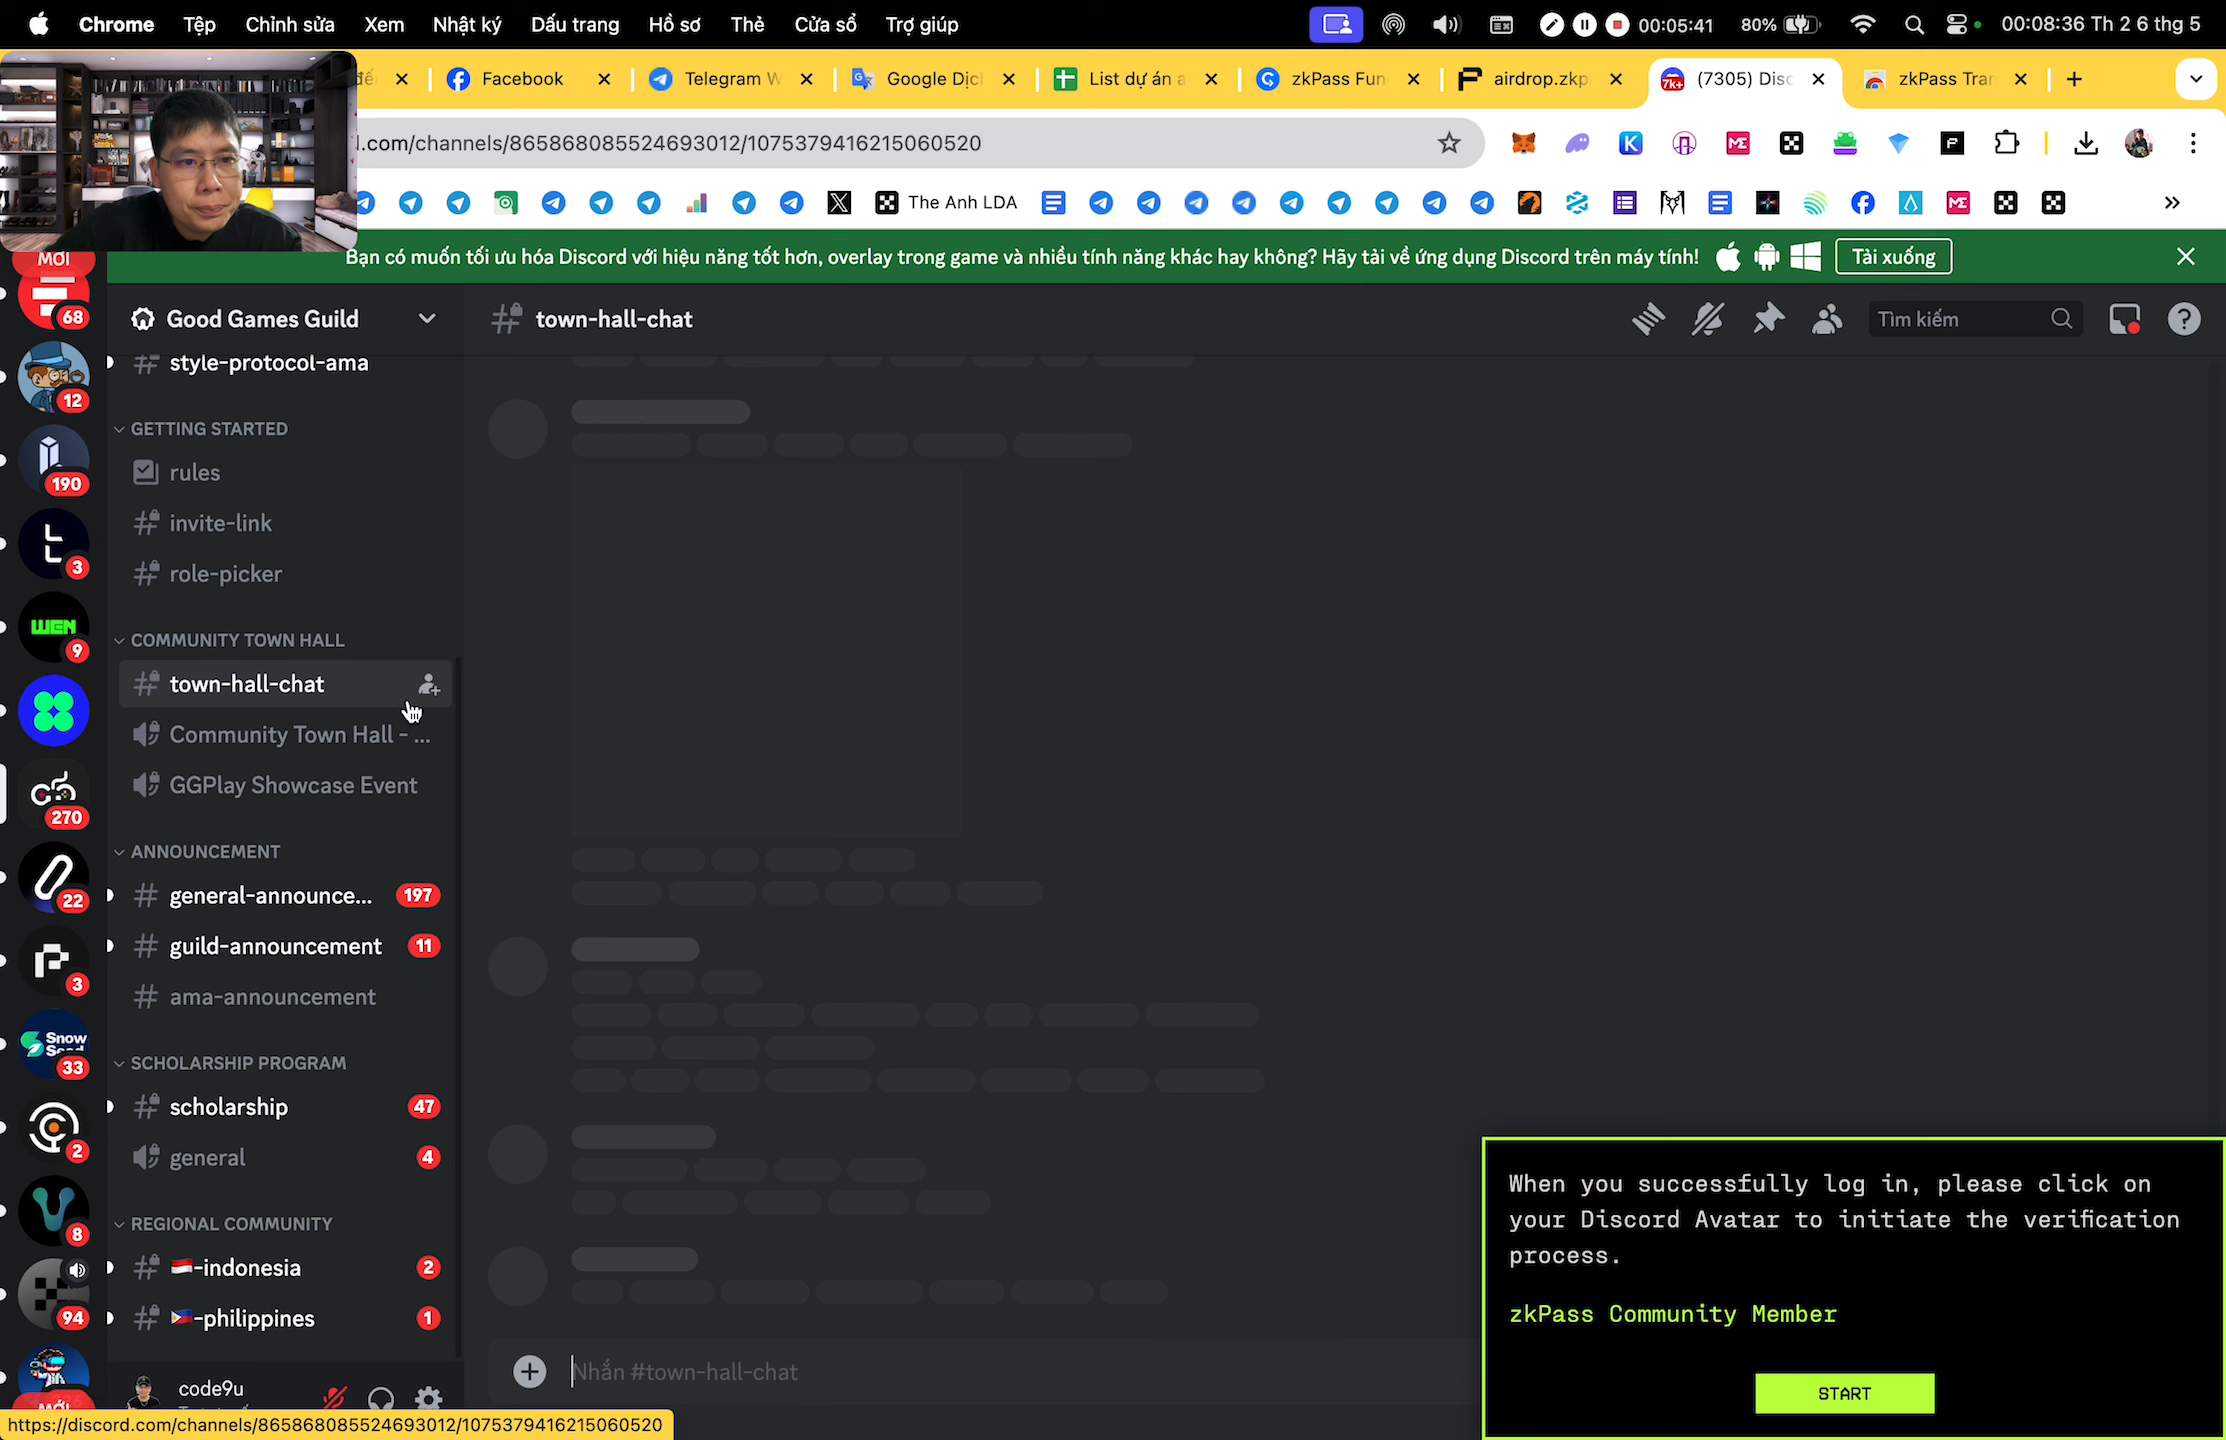 Chrome Tệp Chỉnh sửa Xem Nhật ký Dấu trang Hồ sơ Thẻ Cửa sổ Trợ giúp 00:05:41 80% 00:08:36 Th 2 6 thg 5
Facebook Telegram W Google Dịcl List dự án a zkPass Fun airdrop.zkp (7305) Disc zkPass Tran
.com/channels/865868085524693012/1075379416215060520
The Anh LDA
Bạn có muốn tối ưu hóa Discord với hiệu năng tốt hơn, overlay trong game và nhiều tính năng khác hay không? Hãy tải về ứng dụng Discord trên máy tính! Tải xuống
MỚI
68
12
190
3
WEN
9
270
22
3
Snow
33
2
8
94
MỚI
Good Games Guild
style-protocol-ama
GETTING STARTED
rules
invite-link
role-picker
COMMUNITY TOWN HALL
town-hall-chat
Community Town Hall - ...
GGPlay Showcase Event
ANNOUNCEMENT
general-announce... 197
guild-announcement 11
ama-announcement
SCHOLARSHIP PROGRAM
scholarship 47
general 4
REGIONAL COMMUNITY
🇮🇩-indonesia 2
🇵🇭-philippines 1
code9u
town-hall-chat
Tìm kiếm
Nhắn #town-hall-chat
When you successfully log in, please click on
your Discord Avatar to initiate the verification
process.
zkPass Community Member
START
https://discord.com/channels/865868085524693012/1075379416215060520